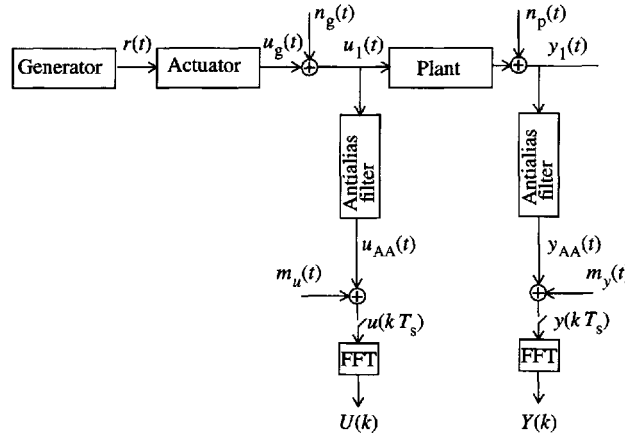 n_g(t)
n_p(t)
r(t)
u_g(t)
u_1(t)
y_1(t)
Generator
Actuator
Plant
Antialias
filter
Antialias
filter
u_AA(t)
y_AA(t)
m_u(t)
m_y(t)
u(kT_s)
y(kT_s)
FFT
FFT
U(k)
Y(k)